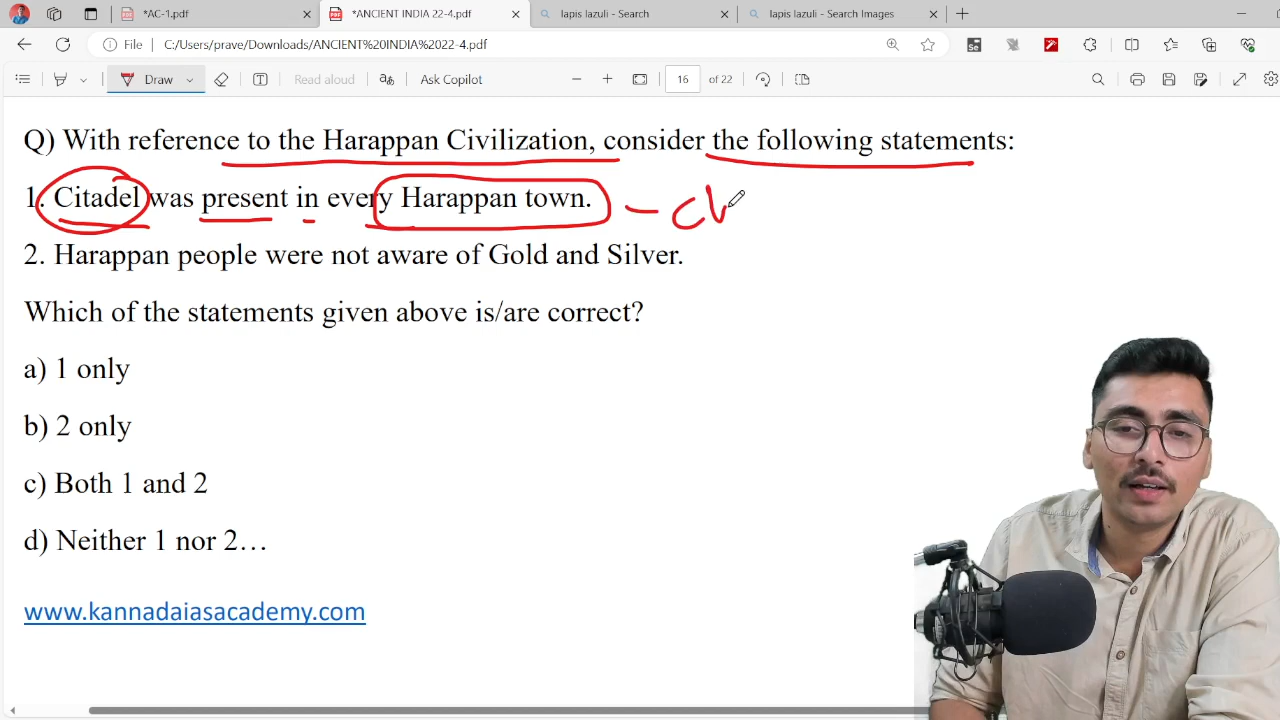 *AC-1.pdf
*ANCIENT INDIA 22-4.pdf
lapis lazuli - Search
lapis lazuli - Search Images
File
C:/Users/prave/Downloads/ANCIENT%20INDIA%2022-4.pdf
Draw
Read aloud
aあ
Ask Copilot
16 of 22
Se
Q) With reference to the Harappan Civilization, consider the following statements:
1. Citadel was present in every Harappan town. –
2. Harappan people were not aware of Gold and Silver.
Which of the statements given above is/are correct?
a) 1 only
b) 2 only
c) Both 1 and 2
d) Neither 1 nor 2…
www.kannadaiasacademy.com